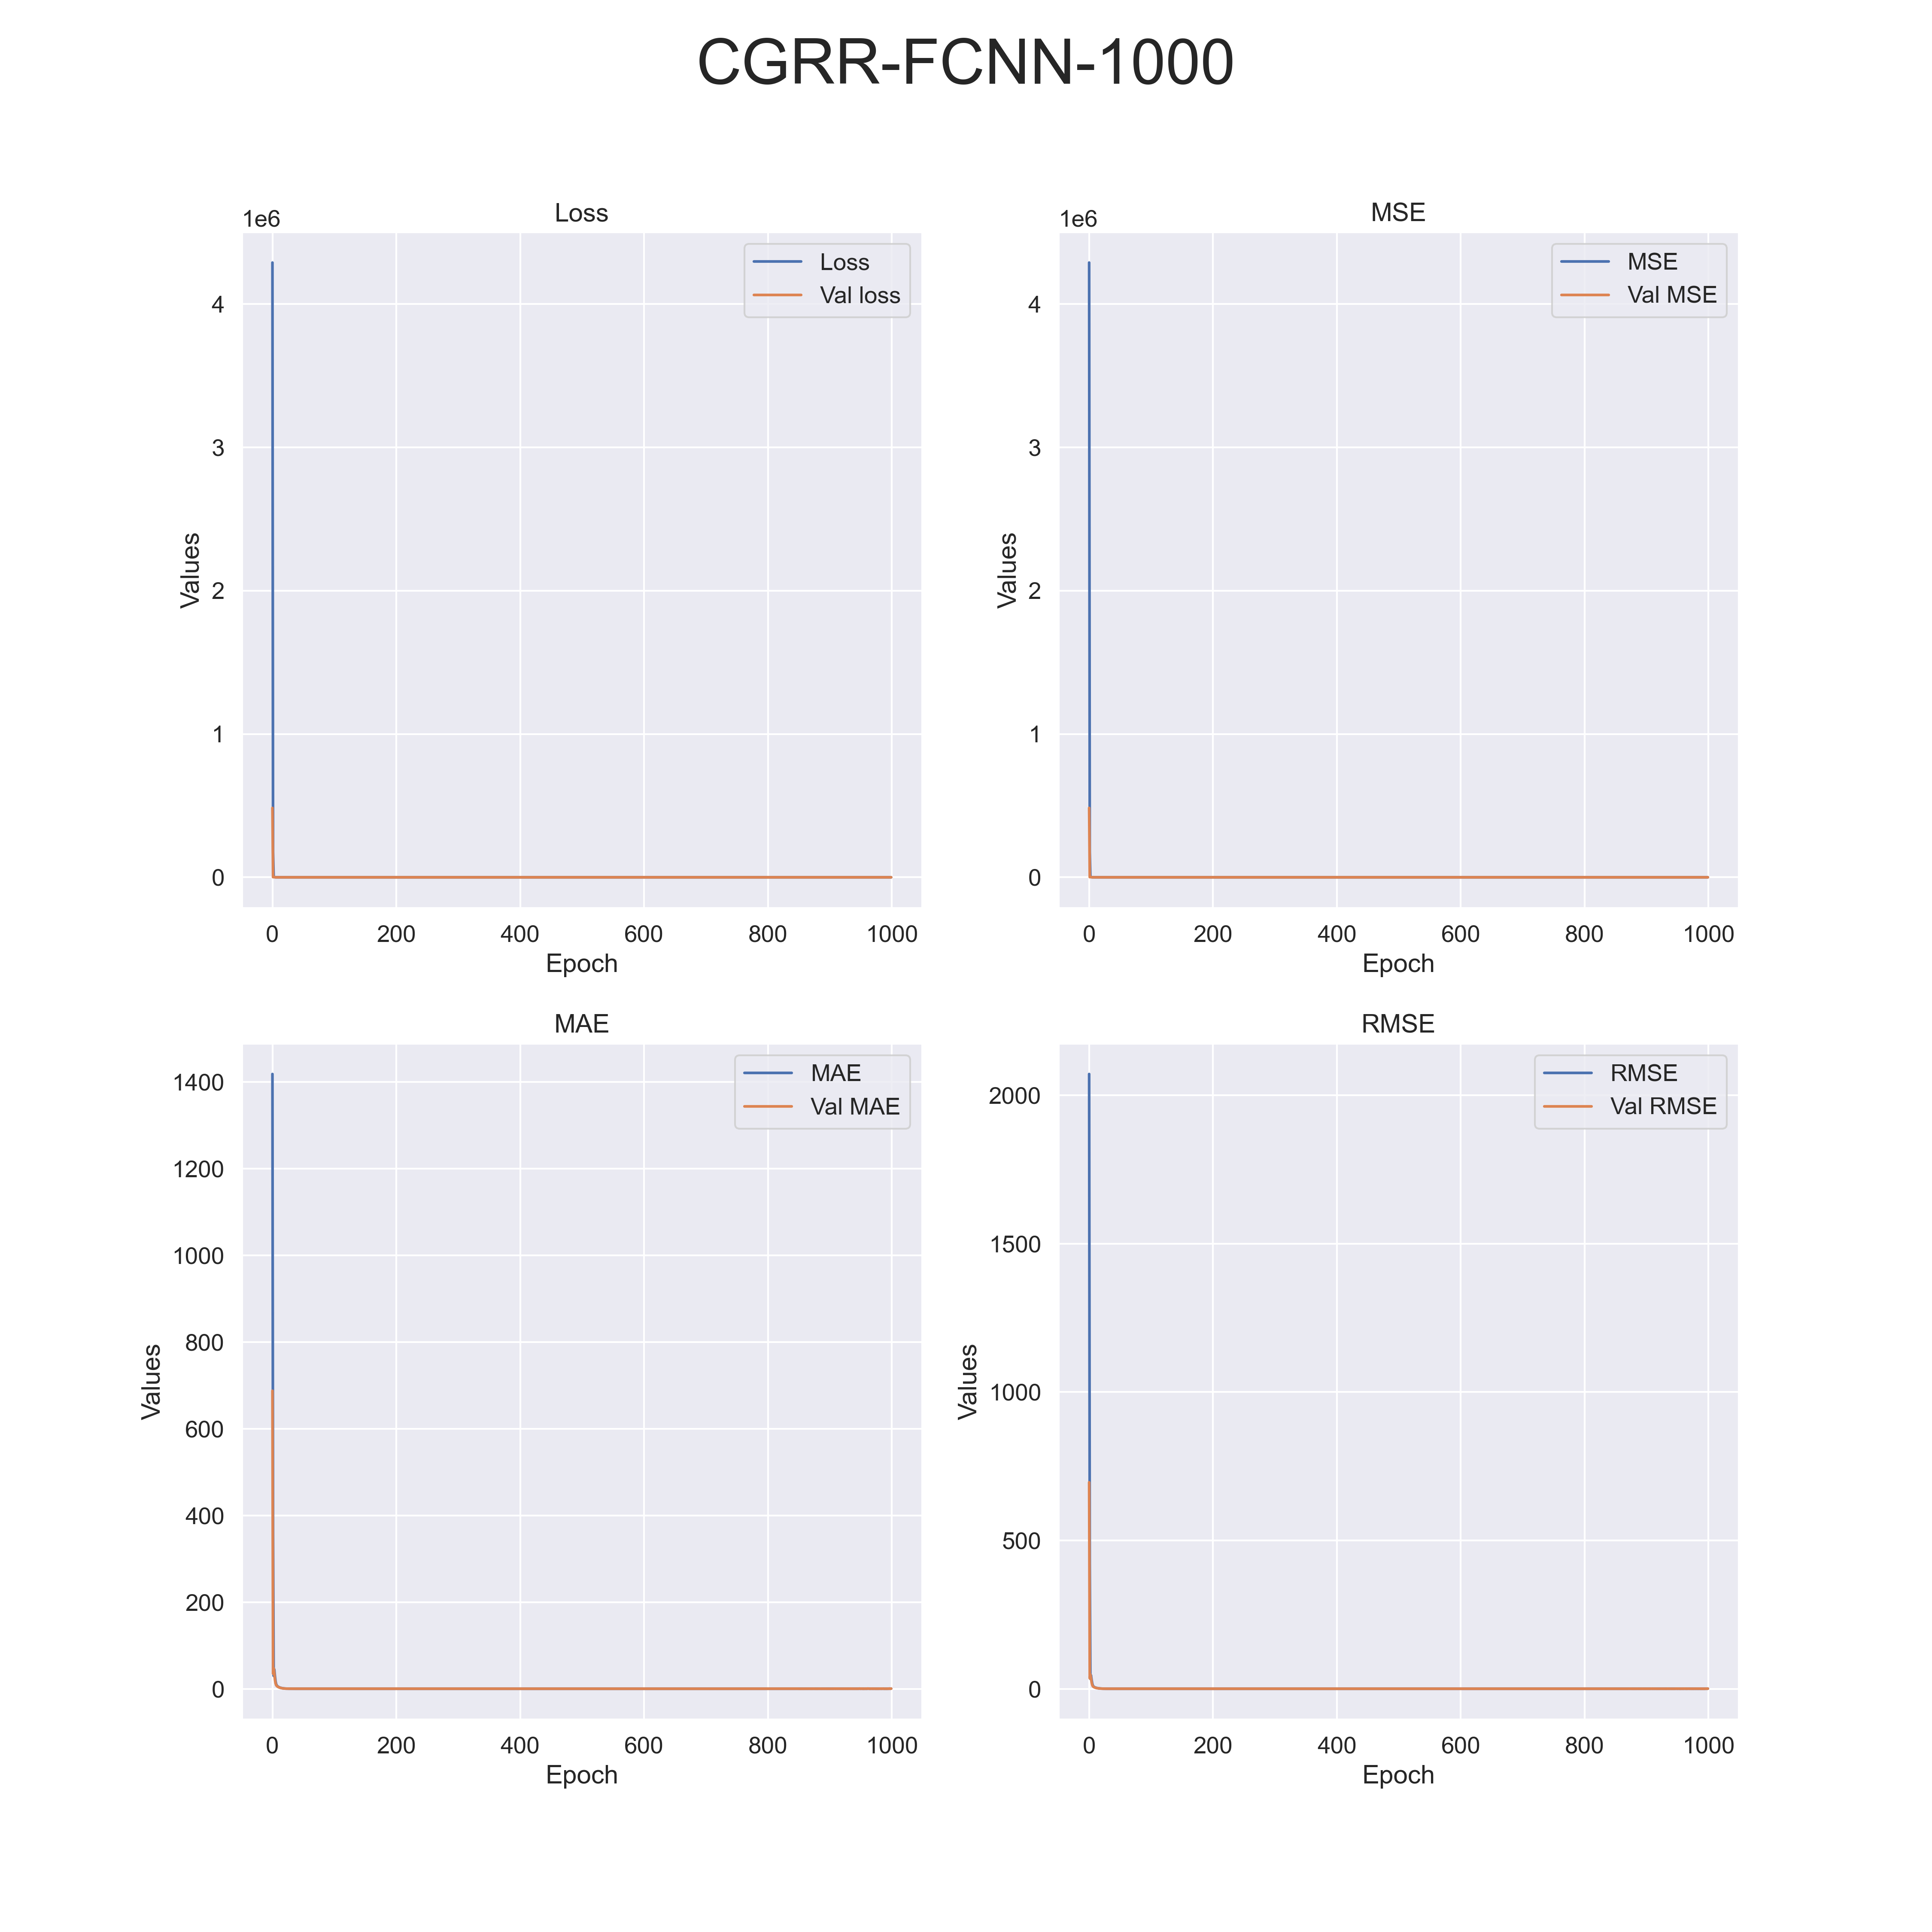 CGRR-FCNN-1000
Loss
1e6
Loss
Val loss
4
3
2
1
0
Values
0 200 400 600 800 1000
Epoch
MSE
1e6
MSE
Val MSE
4
3
2
1
0
Values
0 200 400 600 800 1000
Epoch
MAE
MAE
Val MAE
1400
1200
1000
800
600
400
200
0
Values
0 200 400 600 800 1000
Epoch
RMSE
RMSE
Val RMSE
2000
1500
1000
500
0
Values
0 200 400 600 800 1000
Epoch